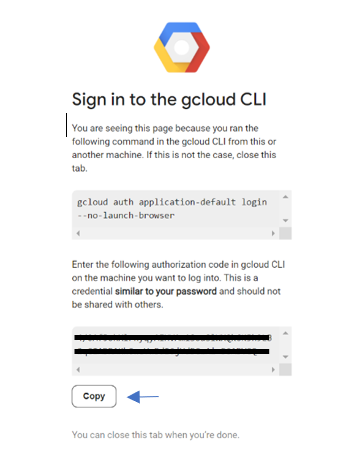 Sign in to the gcloud CLI
You are seeing this page because you ran the
following command in the gcloud CLI from this or
another machine. If this is not the case, close this
tab.
gcloud auth application-default login
--no-launch-browser
Enter the following authorization code in gcloud CLI
on the machine you want to log into. This is a
credential similar to your password and should not
be shared with others.
Copy
You can close this tab when you're done.